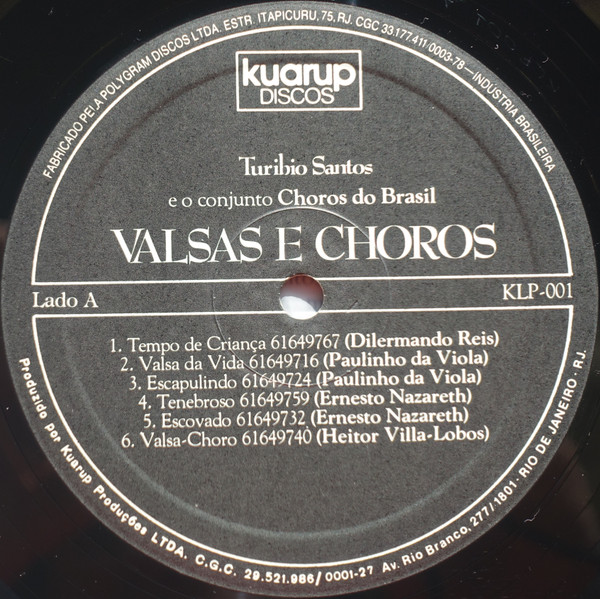 FABRICADO PELA POLYGRAM DISCOS LTDA. ESTR. ITAPICURU, 75, RJ. CGC 33.177.411.0003-78—INDÚSTRIA BRASILEIRA
kuarup
DISCOS
Turibio Santos
e o conjunto Choros do Brasil
VALSAS E CHOROS
Lado A
KLP-001
1. Tempo de Criança 61649767 (Dilermando Reis)
2. Valsa da Vida 61649716 (Paulinho da Viola)
3. Escapulindo 61649724 (Paulinho da Viola)
4. Tenebroso 61649759 (Ernesto Nazareth)
5. Escovado 61649732 (Ernesto Nazareth)
6. Valsa-Choro 61649740 (Heitor Villa-Lobos)
Produzido por Kuarup Produções LTDA. C.G.C. 29.521.986/0001-27 Av. Rio Branco, 277/1801 · RIO DE JANEIRO · RJ.